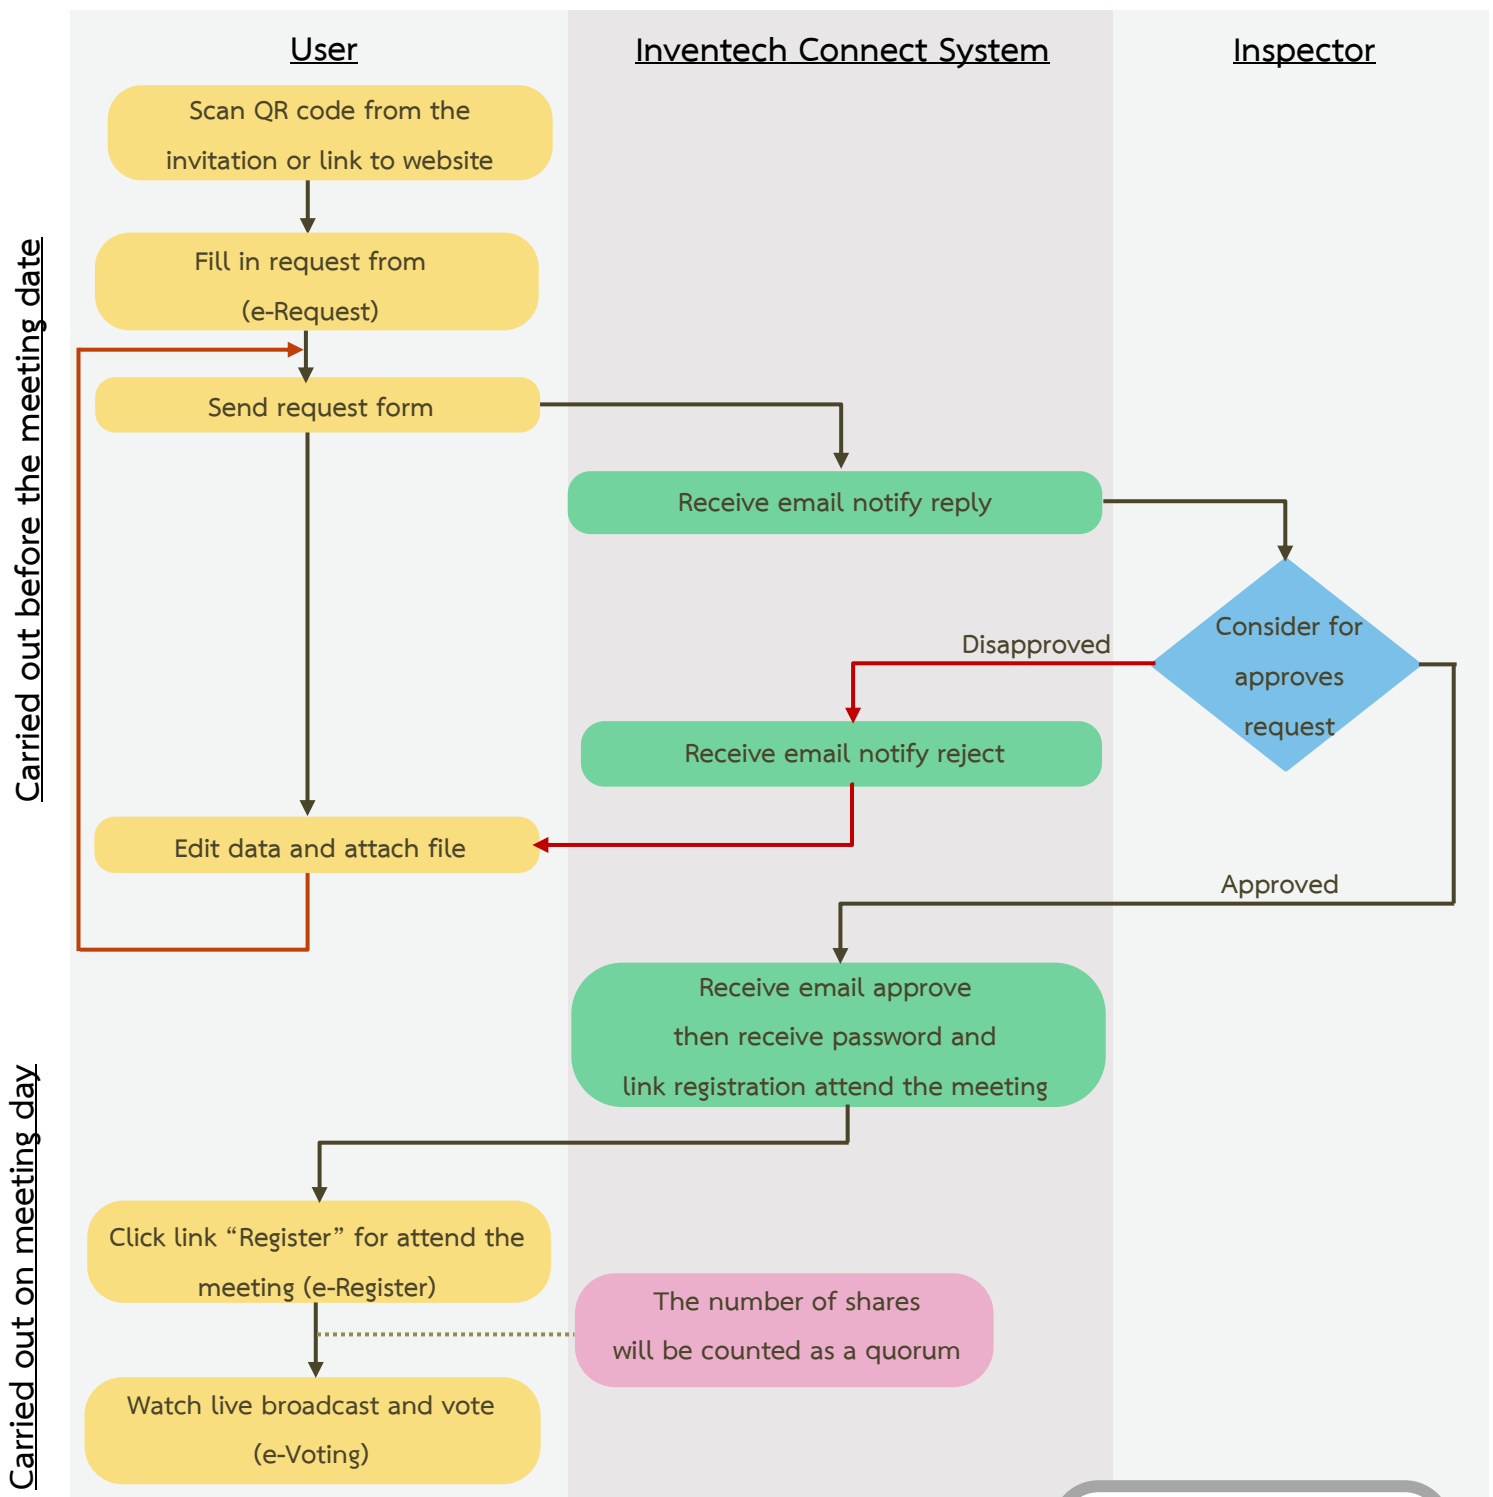 User
Inventech Connect System
Inspector
Carried out before the meeting date
Scan QR code from the
invitation or link to website
Fill in request from
(e-Request)
Send request form
Receive email notify reply
Consider for
approves
request
Disapproved
Receive email notify reject
Edit data and attach file
Approved
Receive email approve
then receive password and
link registration attend the meeting
Carried out on meeting day
Click link “Register” for attend the
meeting (e-Register)
The number of shares
will be counted as a quorum
Watch live broadcast and vote
(e-Voting)